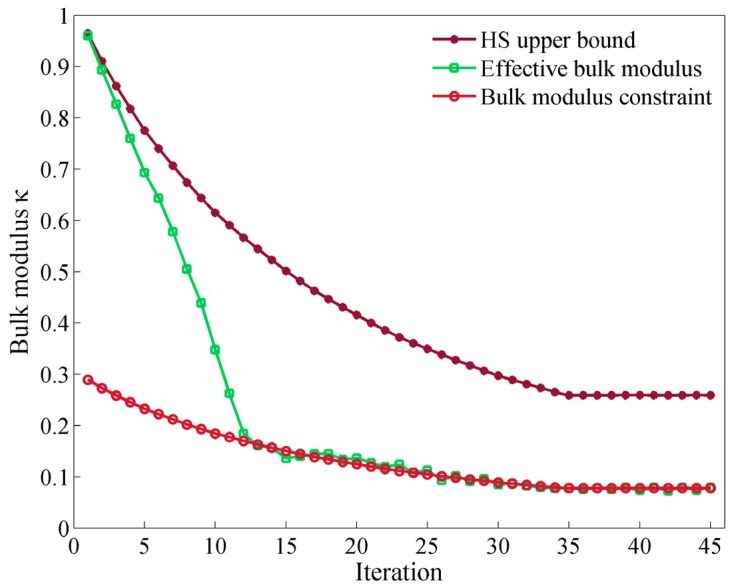 1
0.9
0.8
0.7
0.6
0.5
0.4
0.3
0.2
0.1
0
Bulk modulus κ
HS upper bound
Effective bulk modulus
Bulk modulus constraint
0 5 10 15 20 25 30 35 40 45
Iteration